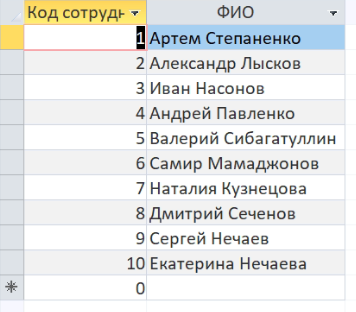 Код сотрудн ФИО
1 Артем Степаненко
2 Александр Лысков
3 Иван Насонов
4 Андрей Павленко
5 Валерий Сибагатуллин
6 Самир Мамаджонов
7 Наталия Кузнецова
8 Дмитрий Сеченов
9 Сергей Нечаев
10 Екатерина Нечаева
0